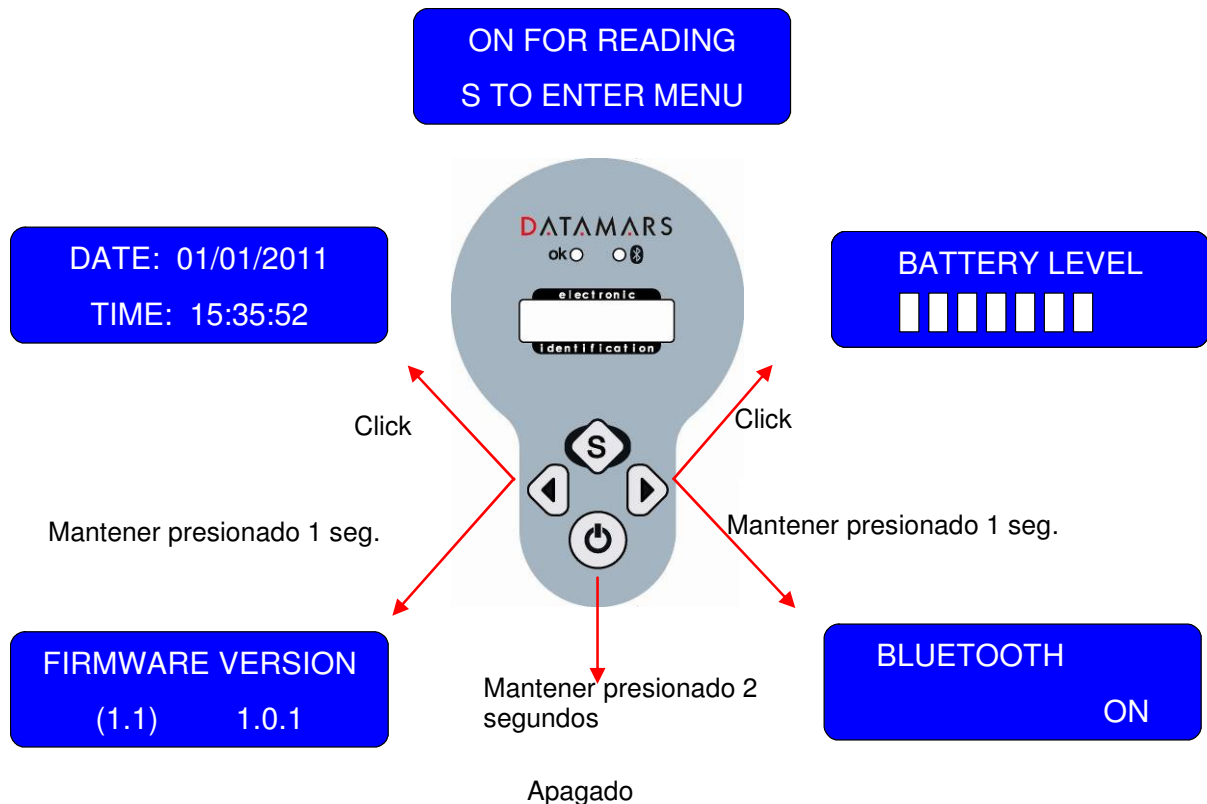 ON FOR READING
S TO ENTER MENU
DATAMARS
ok
electronic
identification
DATE: 01/01/2011
TIME: 15:35:52
BATTERY LEVEL
Click
Click
S
Mantener presionado 1 seg.
Mantener presionado 1 seg.
FIRMWARE VERSION
(1.1) 1.0.1
Mantener presionado 2
segundos
BLUETOOTH
ON
Apagado